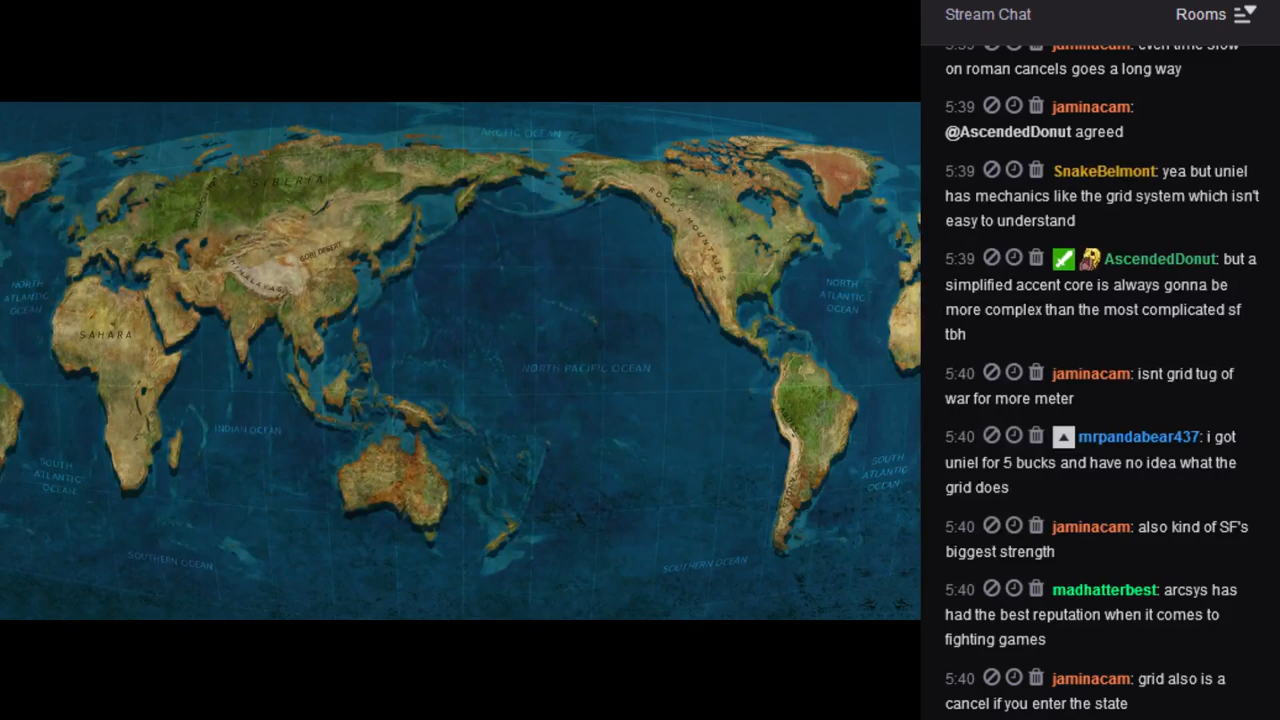 ARCTIC OCEAN
SIBERIA
ROCKY MOUNTAINS
GOBI DESERT
HIMALAYAS
NORTH
ATLANTIC
OCEAN
NORTH
ATLANTIC
OCEAN
SAHARA
NORTH PACIFIC OCEAN
INDIAN OCEAN
SOUTH
ATLANTIC
OCEAN
SOUTH
ATLANTIC
OCEAN
SOUTHERN OCEAN
SOUTHERN OCEAN
Stream Chat
Rooms
5:39 jaminacam: even time slow
on roman cancels goes a long way
5:39 jaminacam:
@AscendedDonut agreed
5:39 SnakeBelmont: yea but uniel
has mechanics like the grid system which isn't
easy to understand
5:39 AscendedDonut: but a
simplified accent core is always gonna be
more complex than the most complicated sf
tbh
5:40 jaminacam: isnt grid tug of
war for more meter
5:40 mrpandabear437: i got
uniel for 5 bucks and have no idea what the
grid does
5:40 jaminacam: also kind of SF's
biggest strength
5:40 madhatterbest: arcsys has
had the best reputation when it comes to
fighting games
5:40 jaminacam: grid also is a
cancel if you enter the state